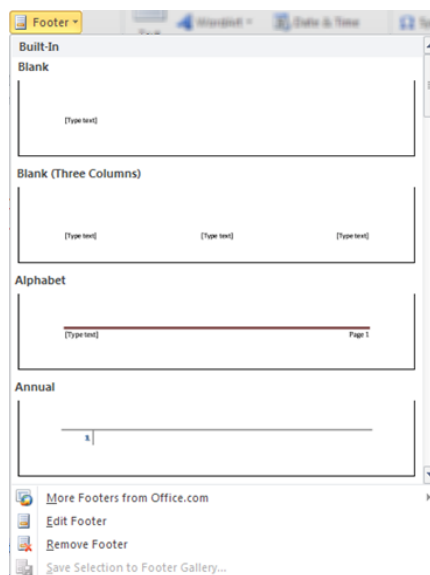 Footer
WordArt
Date & Time
Built-In
Blank
[Type text]
Blank (Three Columns)
[Type text] [Type text] [Type text]
Alphabet
[Type text] Page 1
Annual
1
More Footers from Office.com
Edit Footer
Remove Footer
Save Selection to Footer Gallery...